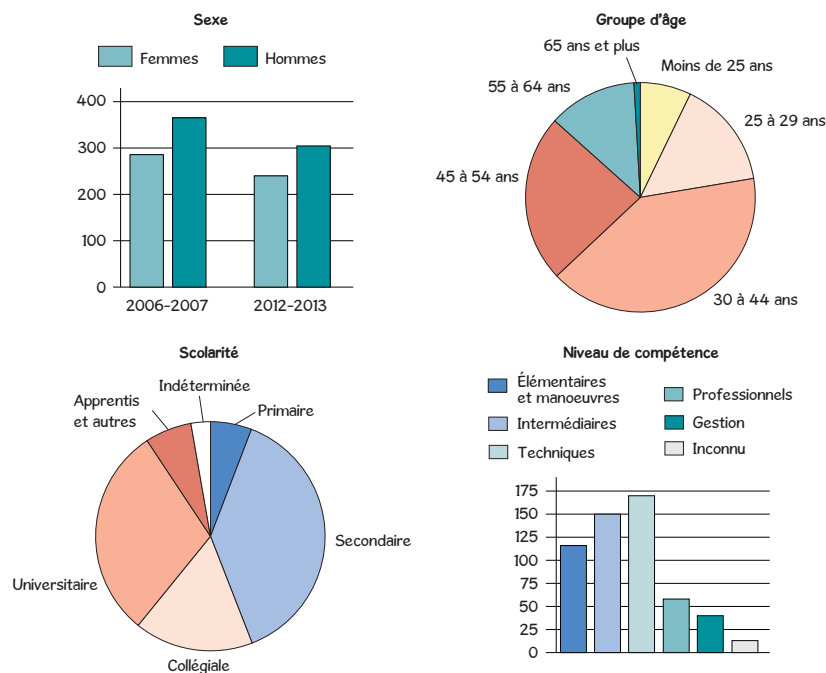 Sexe
Femmes
Hommes
400
300
200
100
0
2006-2007
2012-2013
Groupe d'âge
65 ans et plus
Moins de 25 ans
55 à 64 ans
25 à 29 ans
45 à 54 ans
30 à 44 ans
Scolarité
Indéterminée
Apprentis
et autres
Primaire
Secondaire
Universitaire
Collégiale
Niveau de compétence
Élémentaires
et manoeuvres
Intermédiaires
Techniques
Professionnels
Gestion
Inconnu
175
150
125
100
75
50
25
0